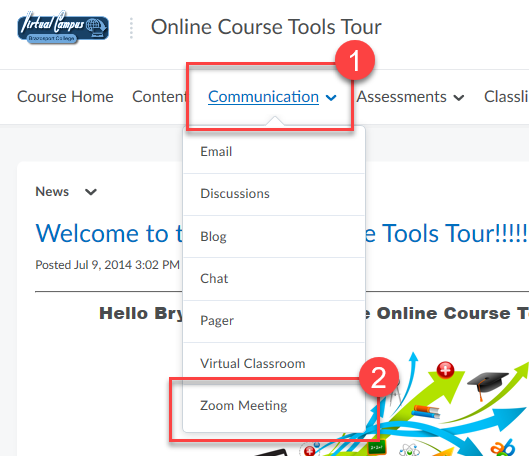 Virtual Campus
Brazosport College
Online Course Tools Tour
1
Course Home Content Communication Assessments Classli
Email
Discussions
Blog
Chat
Pager
Virtual Classroom
2
Zoom Meeting
News
Welcome to t e Tools Tour!!!!!
Posted Jul 9, 2014 3:02 PM
Hello Bry e Online Course T